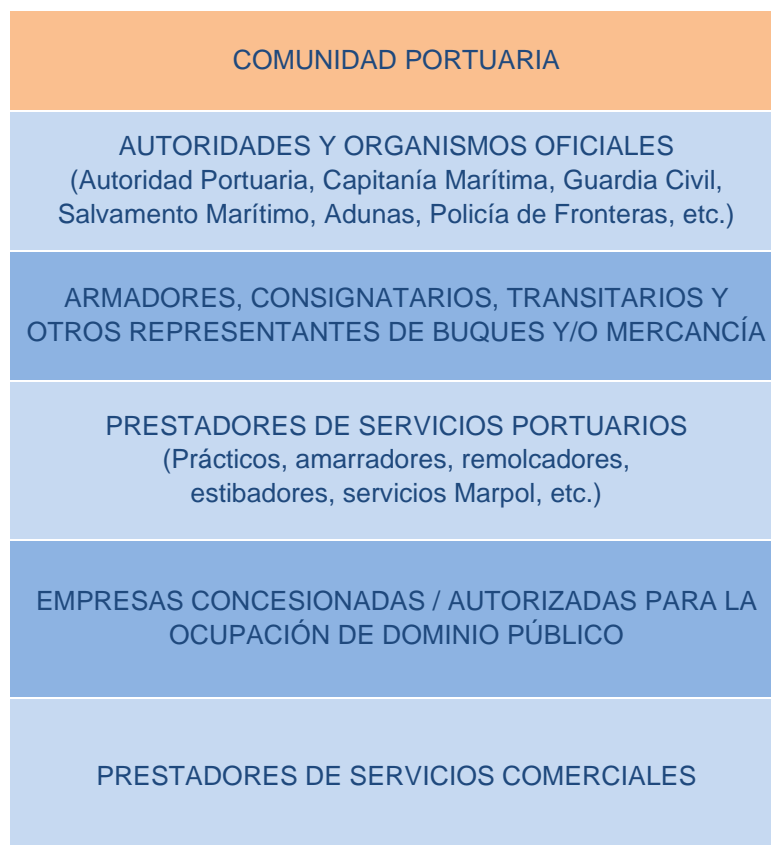 COMUNIDAD PORTUARIA
AUTORIDADES Y ORGANISMOS OFICIALES
(Autoridad Portuaria, Capitanía Marítima, Guardia Civil,
Salvamento Marítimo, Adunas, Policía de Fronteras, etc.)
ARMADORES, CONSIGNATARIOS, TRANSITARIOS Y
OTROS REPRESENTANTES DE BUQUES Y/O MERCANCÍA
PRESTADORES DE SERVICIOS PORTUARIOS
(Prácticos, amarradores, remolcadores,
estibadores, servicios Marpol, etc.)
EMPRESAS CONCESIONADAS / AUTORIZADAS PARA LA
OCUPACIÓN DE DOMINIO PÚBLICO
PRESTADORES DE SERVICIOS COMERCIALES